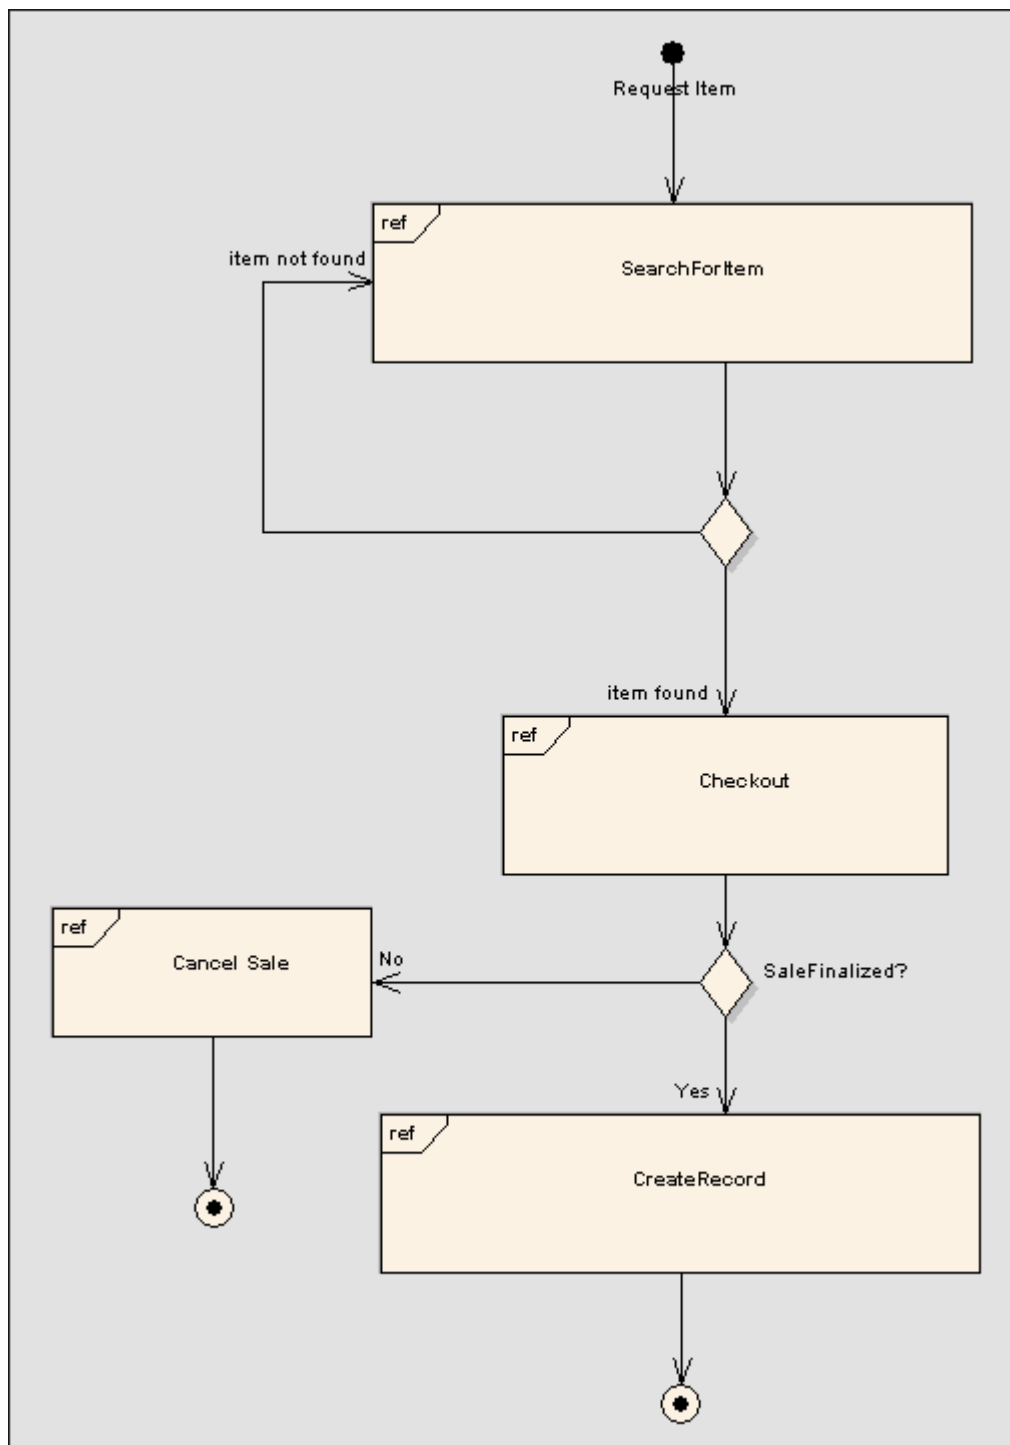 Request Item
ref
SearchForItem
item not found
item found
ref
Checkout
SaleFinalized?
No
ref
Cancel Sale
Yes
ref
CreateRecord